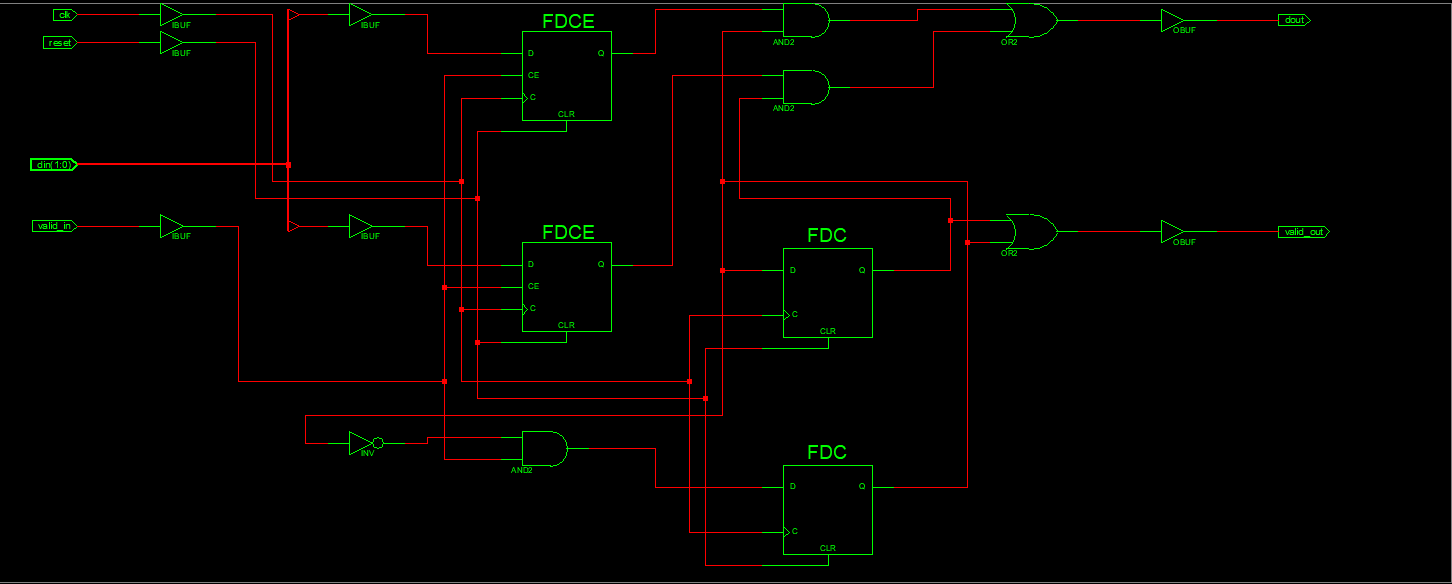 clk
IBUF
IBUF
FDCE
AND2
OR2
OBUF
dout
reset
IBUF
D
Q
CE
C
CLR
AND2
din(1:0)
valid_in
IBUF
IBUF
FDCE
D
Q
CE
C
CLR
FDC
D
Q
C
CLR
OR2
OBUF
valid_out
INV
AND2
FDC
D
Q
C
CLR